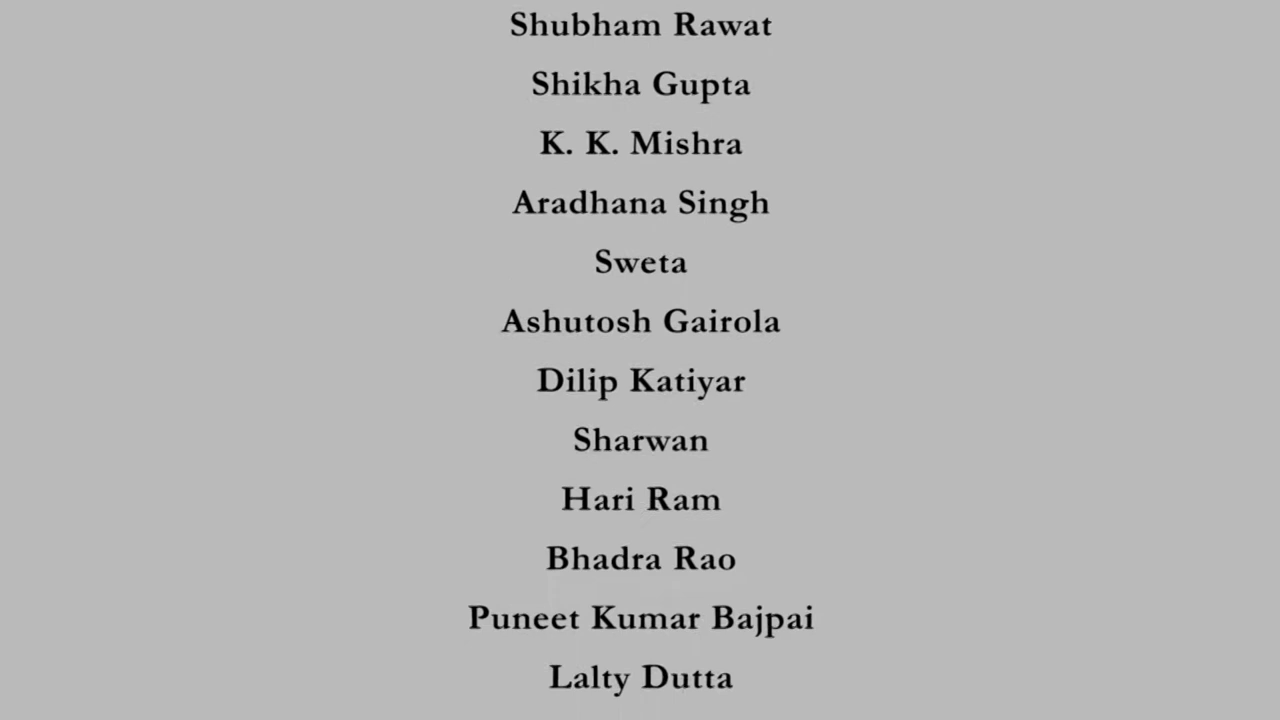 Shubham Rawat
Shikha Gupta
K. K. Mishra
Aradhana Singh
Sweta
Ashutosh Gairola
Dilip Katiyar
Sharwan
Hari Ram
Bhadra Rao
Puneet Kumar Bajpai
Lalty Dutta